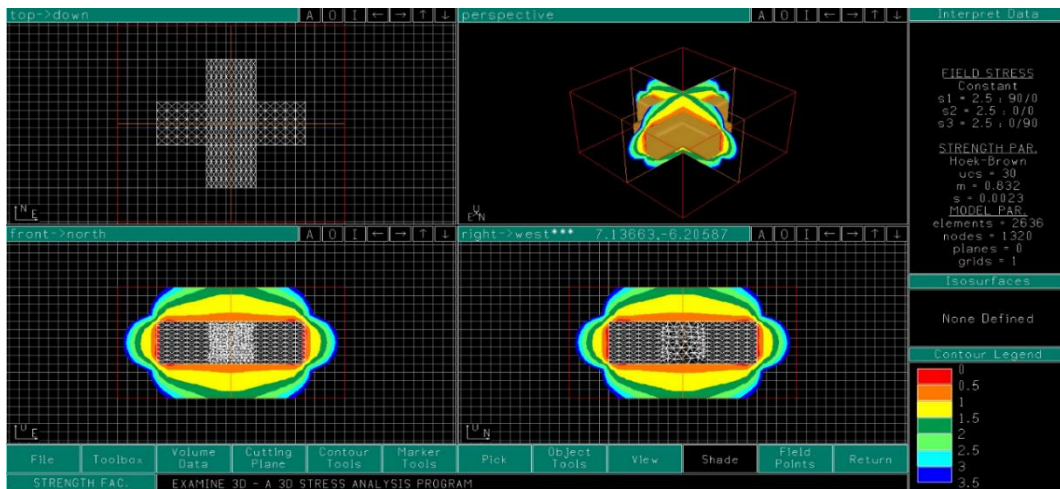 top->down A O I ← → ↑ ↓
perspective A O I ← → ↑ ↓
Interpret Data
FIELD STRESS
Constant
s1 = 2.5 : 90/0
s2 = 2.5 : 0/0
s3 = 2.5 : 0/90
STRENGTH PAR.
Hoek-Brown
ucs = 30
m = 0.832
s = 0.0023
MODEL PAR.
elements = 2636
nodes = 1320
planes = 0
grids = 1
N E
U E N
front->north A O I ← → ↑ ↓
right->west*** 7.13663,-6.20587 A O I ← → ↑ ↓
Isosurfaces
None Defined
Contour Legend
0
0.5
1
1.5
2
2.5
3
3.5
U E
U N
File
Toolbox
Volume Data
Cutting Plane
Contour Tools
Marker Tools
Pick
Object Tools
View
Shade
Field Points
Return
STRENGTH FAC. EXAMINE 3D - A 3D STRESS ANALYSIS PROGRAM